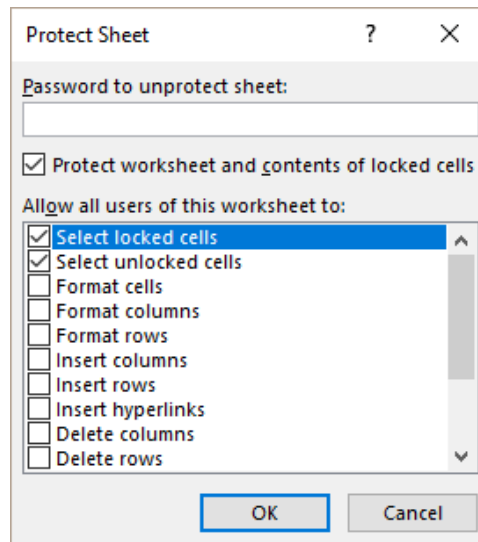 Protect Sheet ?
Password to unprotect sheet:
Protect worksheet and contents of locked cells
Allow all users of this worksheet to:
Select locked cells
Select unlocked cells
Format cells
Format columns
Format rows
Insert columns
Insert rows
Insert hyperlinks
Delete columns
Delete rows
OK Cancel